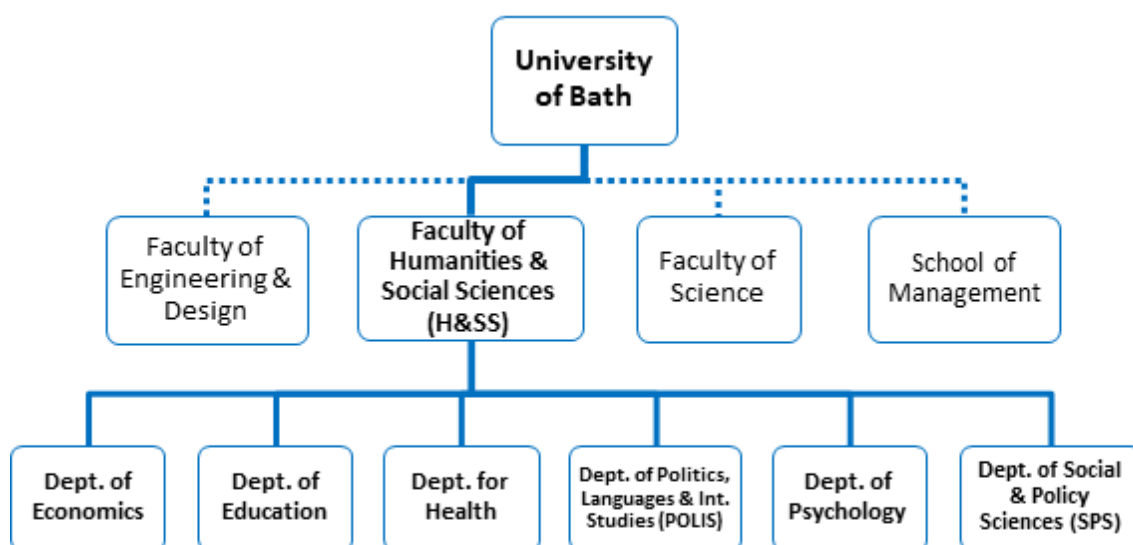 University
of Bath
Faculty of
Engineering &
Design
Faculty of
Humanities &
Social Sciences
(H&SS)
Faculty of
Science
School of
Management
Dept. of
Economics
Dept. of
Education
Dept. for
Health
Dept. of Politics,
Languages & Int.
Studies (POLIS)
Dept. of
Psychology
Dept. of Social
& Policy
Sciences (SPS)